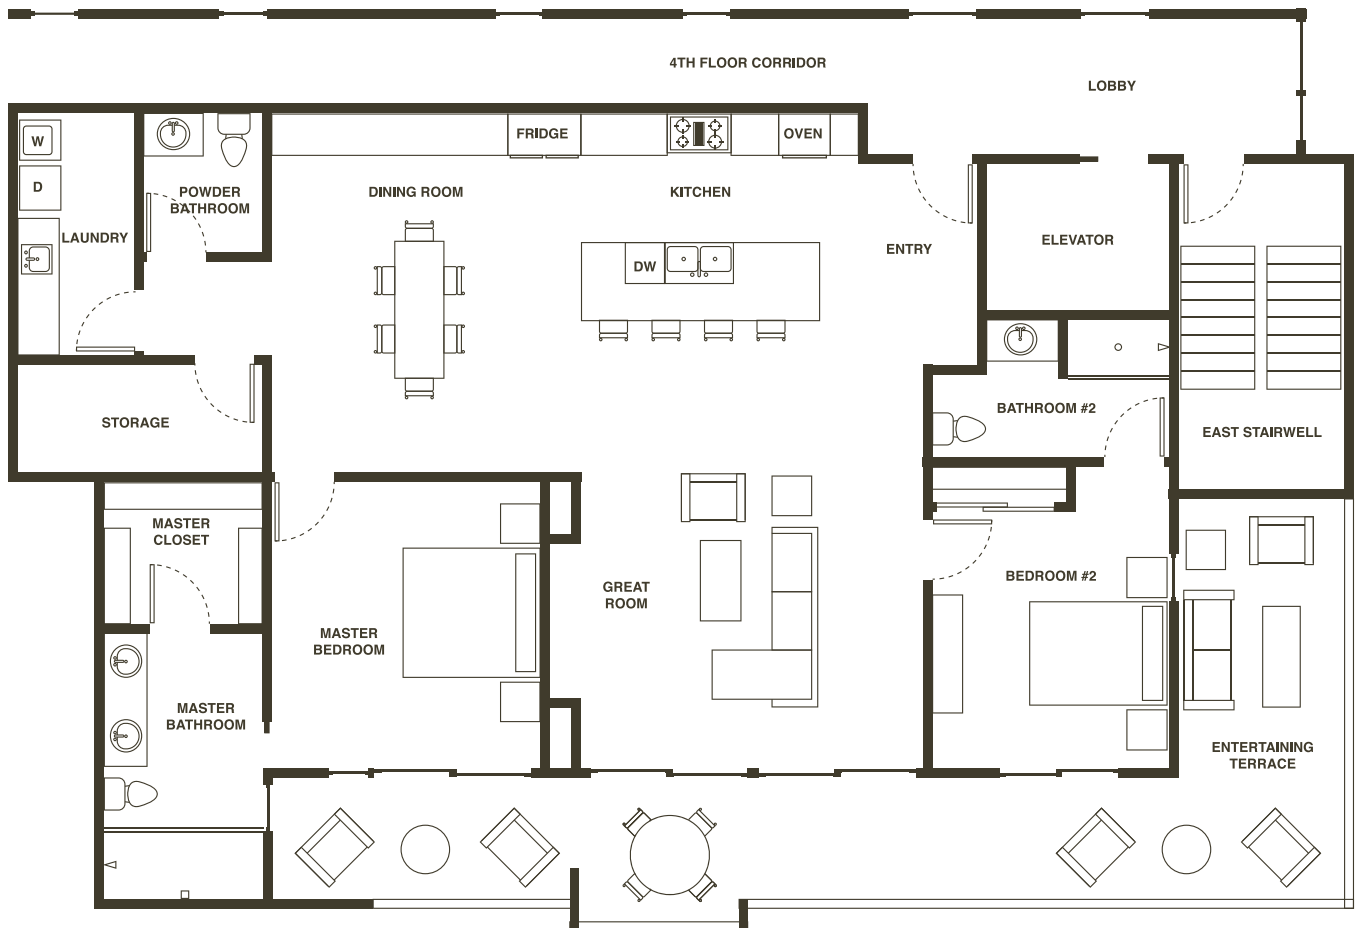 4TH FLOOR CORRIDOR
LOBBY
W
FRIDGE
OVEN
D
POWDER
BATHROOM
DINING ROOM
KITCHEN
LAUNDRY
ENTRY
ELEVATOR
DW
STORAGE
BATHROOM #2
EAST STAIRWELL
MASTER
CLOSET
GREAT
ROOM
BEDROOM #2
MASTER
BEDROOM
MASTER
BATHROOM
ENTERTAINING
TERRACE